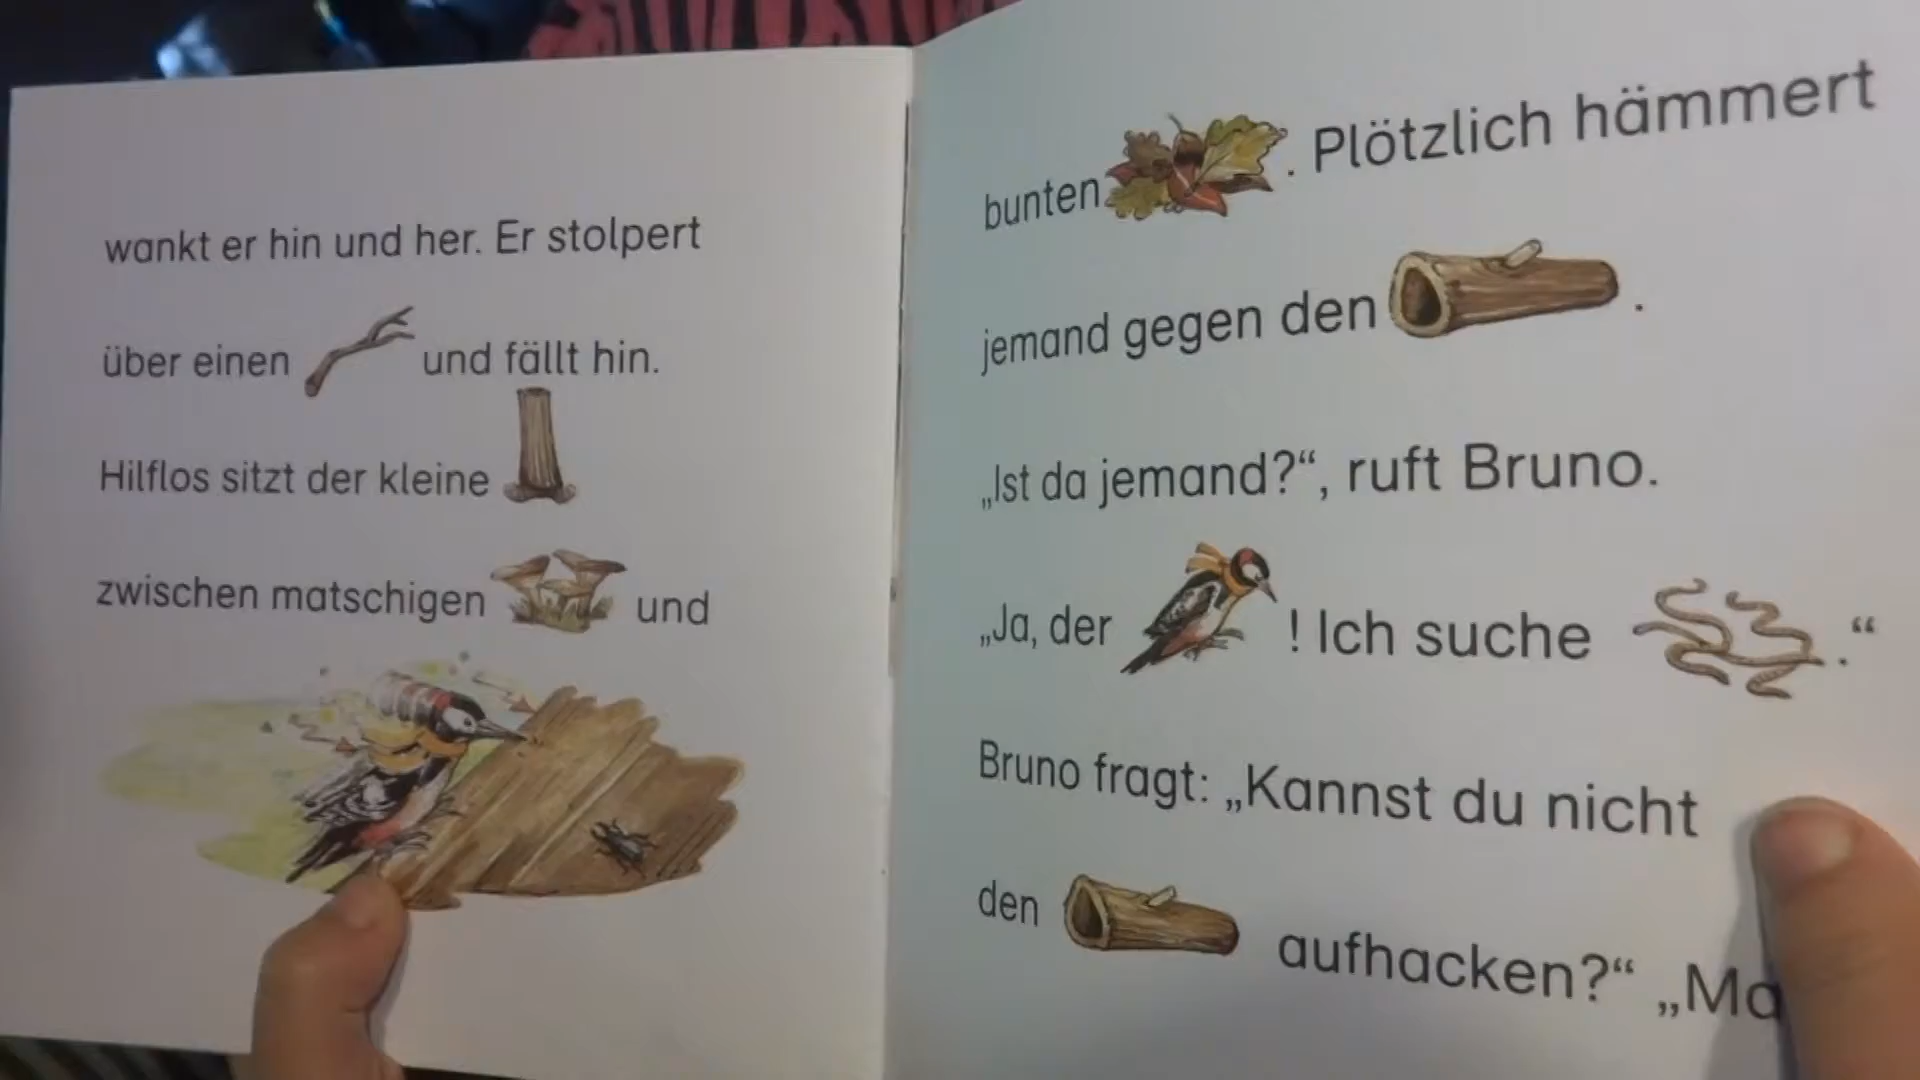 wankt er hin und her. Er stolpert
über einen und fällt hin.
Hilflos sitzt der kleine
zwischen matschigen und
bunten . Plötzlich hämmert
jemand gegen den .
„Ist da jemand?“, ruft Bruno.
„Ja, der ! Ich suche .“
Bruno fragt: „Kannst du nicht
den aufhacken?“